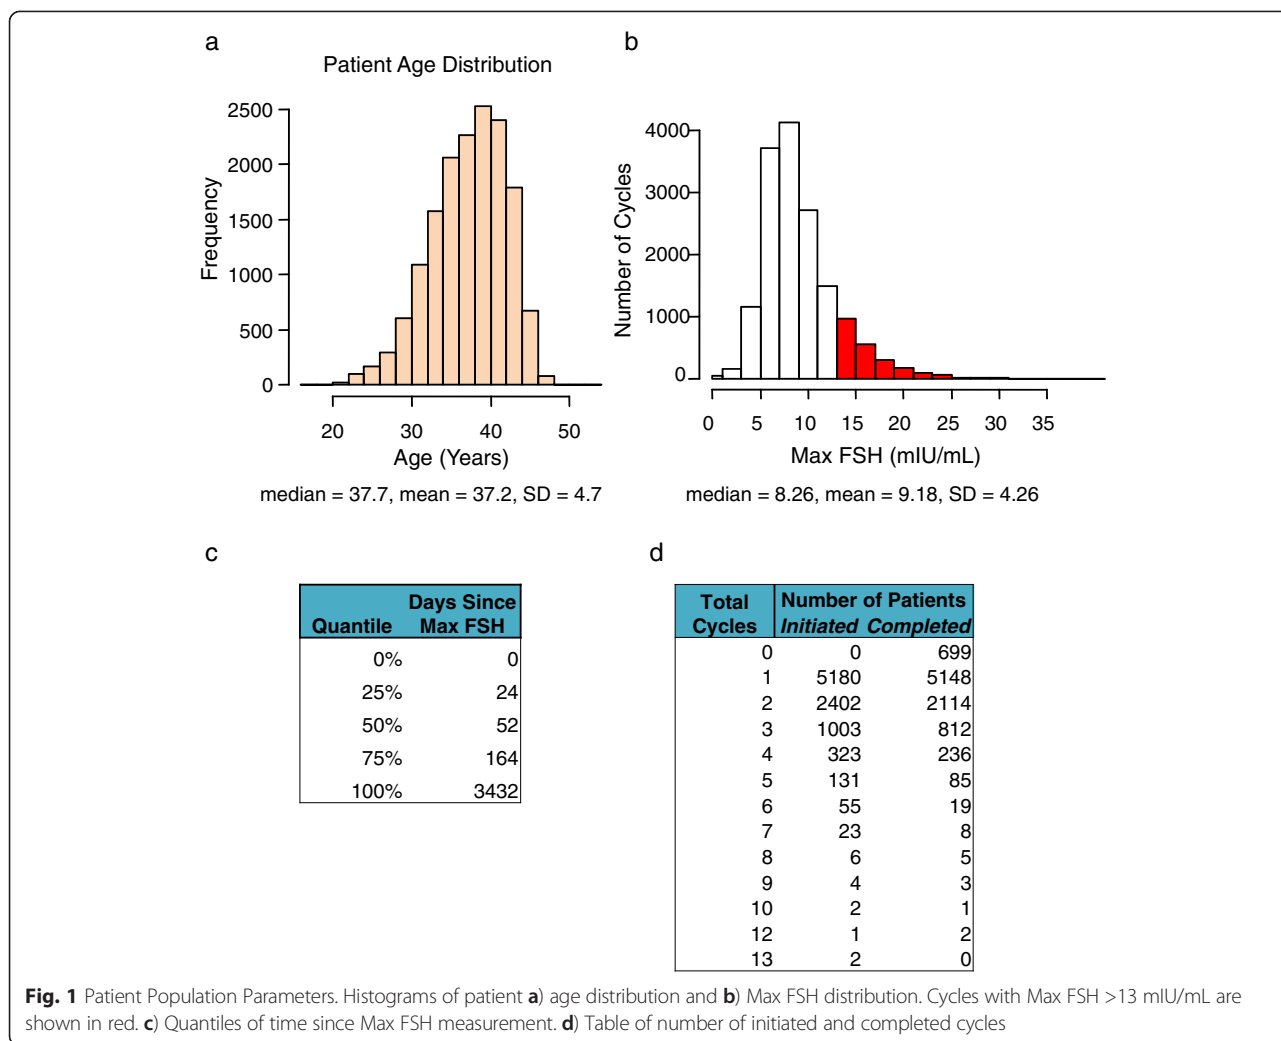 a
Patient Age Distribution
2500
2000
1500
1000
500
0
Frequency
20 30 40 50
Age (Years)
median = 37.7, mean = 37.2, SD = 4.7
b
4000
3000
2000
1000
0
Number of Cycles
0 5 10 15 20 25 30 35
Max FSH (mIU/mL)
median = 8.26, mean = 9.18, SD = 4.26
c
Days Since
Quantile Max FSH
0% 0
25% 24
50% 52
75% 164
100% 3432
d
Total Number of Patients
Cycles Initiated Completed
0 0 699
1 5180 5148
2 2402 2114
3 1003 812
4 323 236
5 131 85
6 55 19
7 23 8
8 6 5
9 4 3
10 2 1
12 1 2
13 2 0
Fig. 1 Patient Population Parameters. Histograms of patient a) age distribution and b) Max FSH distribution. Cycles with Max FSH >13 mIU/mL are
shown in red. c) Quantiles of time since Max FSH measurement. d) Table of number of initiated and completed cycles